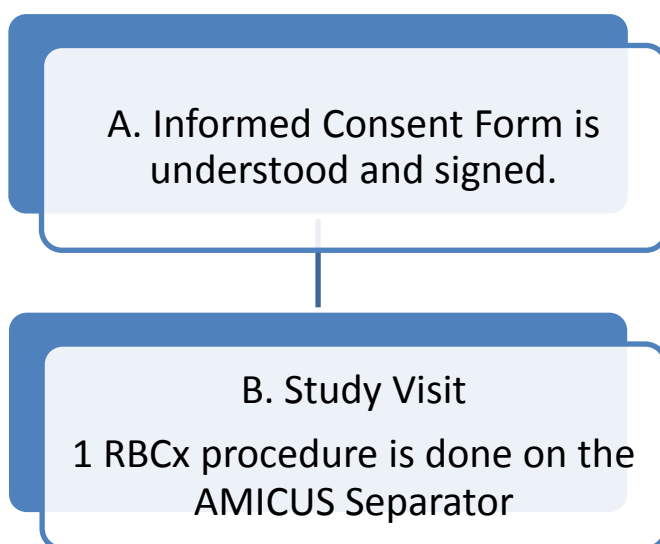 A. Informed Consent Form is
understood and signed.
B. Study Visit
1 RBCx procedure is done on the
AMICUS Separator